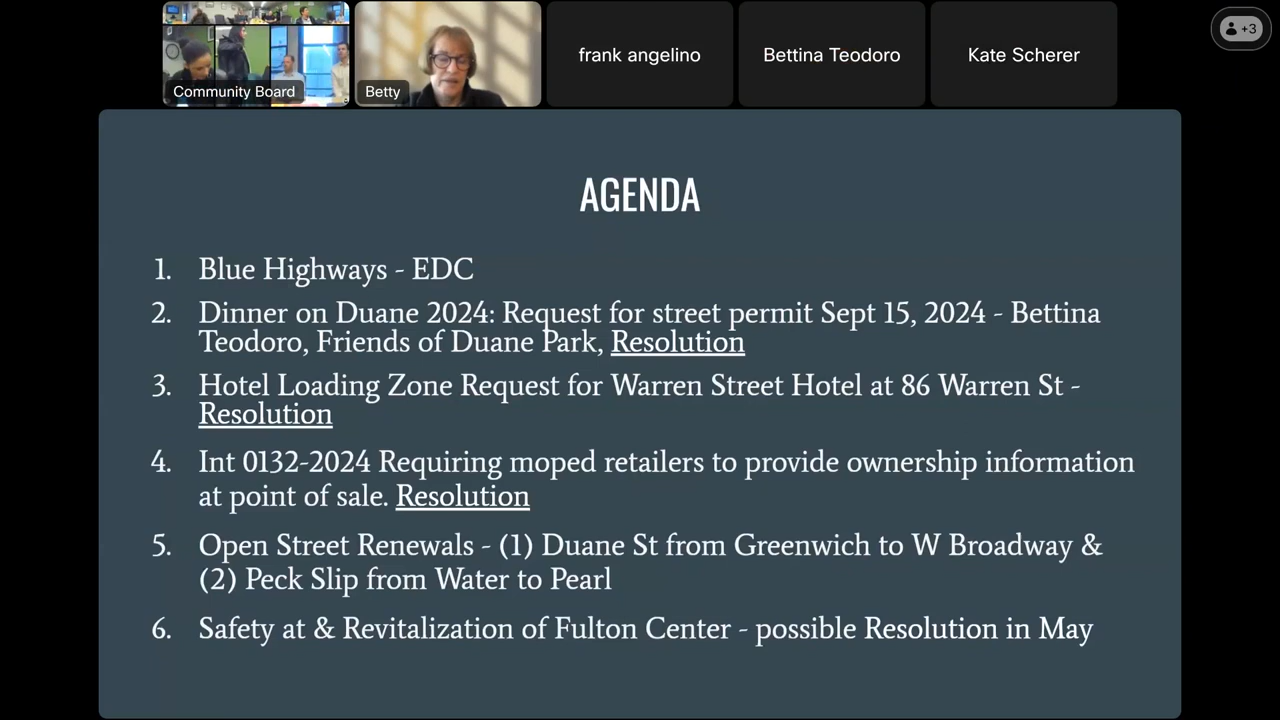 Community Board
Betty
frank angelino
Bettina Teodoro
Kate Scherer
+3
AGENDA
1. Blue Highways - EDC
2. Dinner on Duane 2024: Request for street permit Sept 15, 2024 - Bettina
Teodoro, Friends of Duane Park, Resolution
3. Hotel Loading Zone Request for Warren Street Hotel at 86 Warren St -
Resolution
4. Int 0132-2024 Requiring moped retailers to provide ownership information
at point of sale. Resolution
5. Open Street Renewals - (1) Duane St from Greenwich to W Broadway &
(2) Peck Slip from Water to Pearl
6. Safety at & Revitalization of Fulton Center - possible Resolution in May